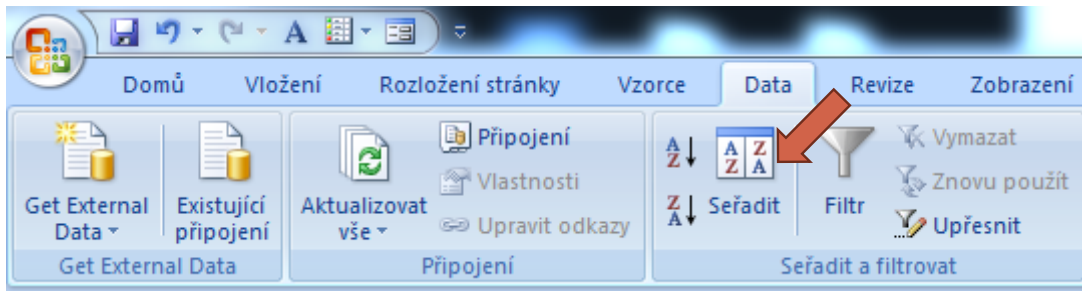 A
Domů Vložení Rozložení stránky Vzorce Data Revize Zobrazení
Get External Data
Existující připojení
Aktualizovat vše
Připojení
Vlastnosti
Upravit odkazy
A Z
Z A
A Z
Z A
Seřadit
Filtr
Vymazat
Znovu použít
Upřesnit
Get External Data
Připojení
Seřadit a filtrovat